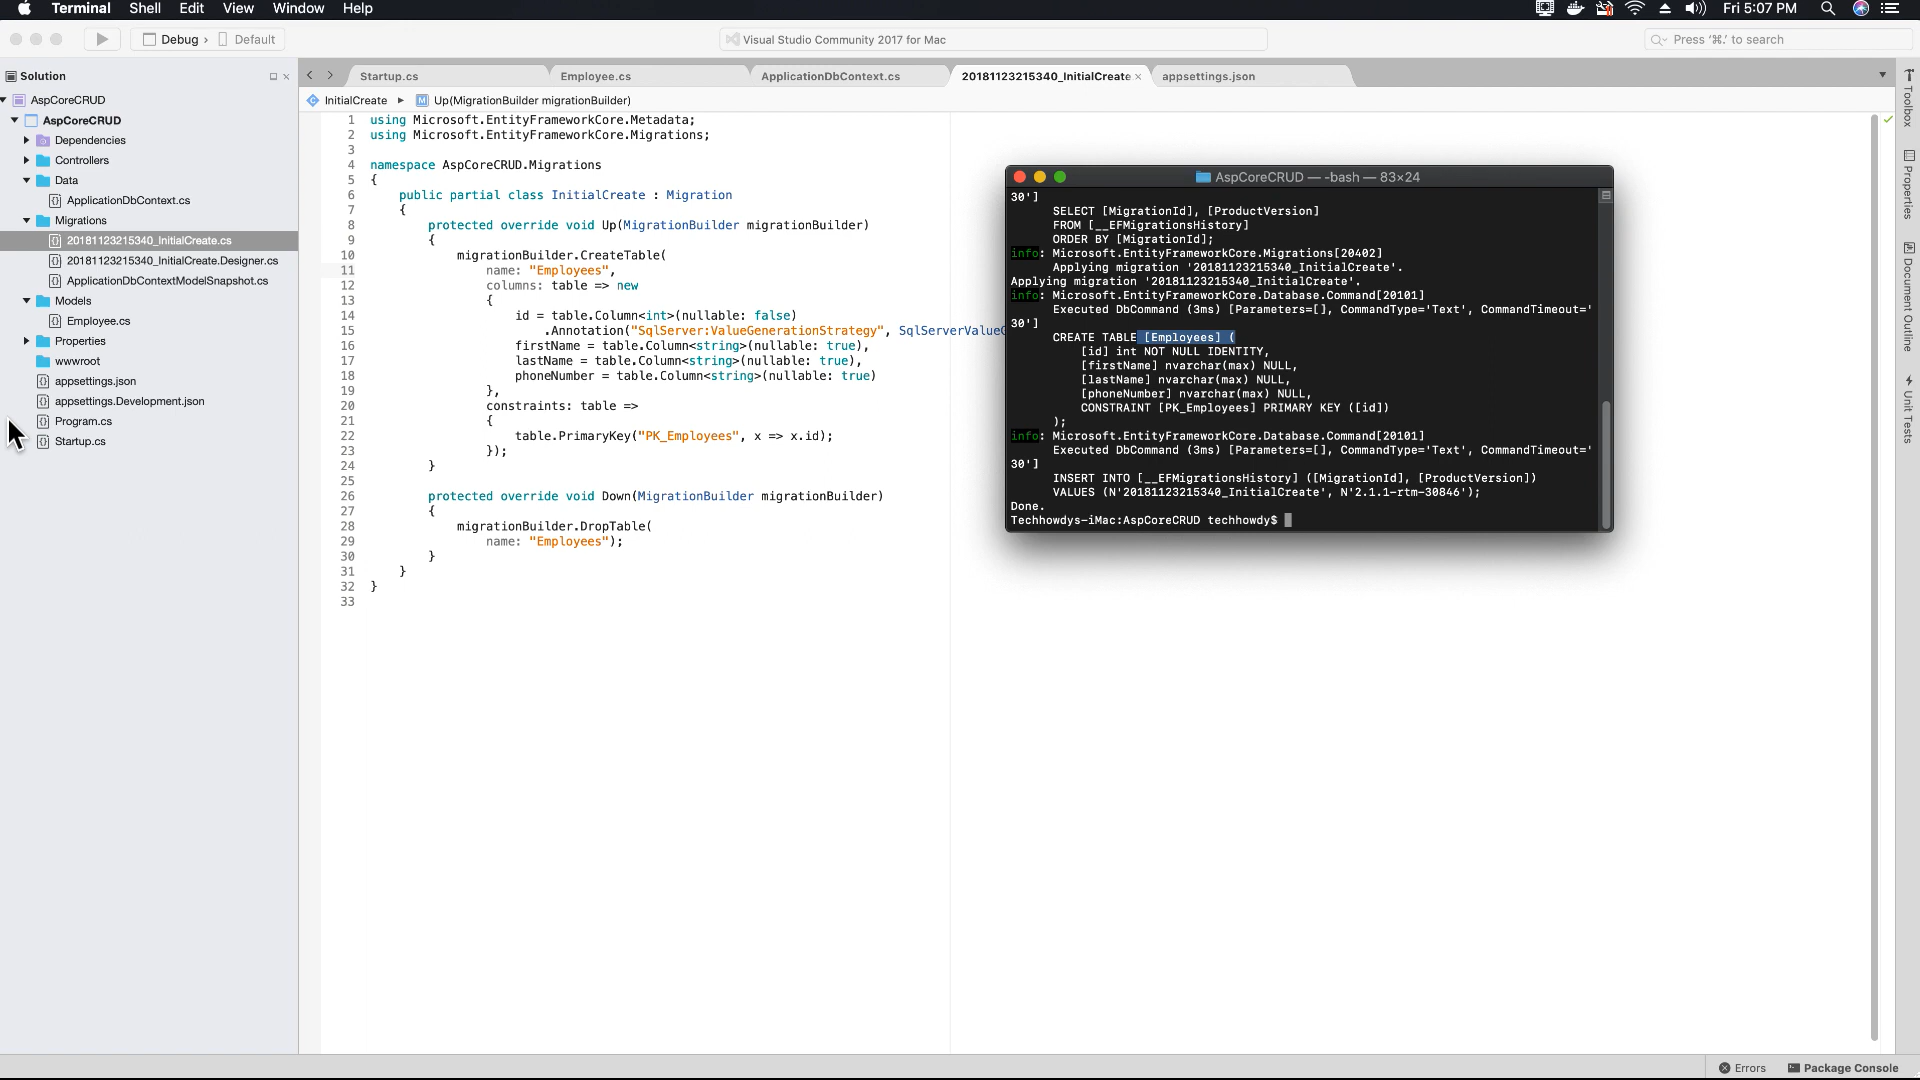 Terminal Shell Edit View Window Help Fri 5:07 PM
Debug › Default Visual Studio Community 2017 for Mac Press ‘⌘.’ to search
Solution
AspCoreCRUD
AspCoreCRUD
Dependencies
Controllers
Data
ApplicationDbContext.cs
Migrations
20181123215340_InitialCreate.cs
20181123215340_InitialCreate.Designer.cs
ApplicationDbContextModelSnapshot.cs
Models
Employee.cs
Properties
wwwroot
appsettings.json
appsettings.Development.json
Program.cs
Startup.cs
Startup.cs Employee.cs ApplicationDbContext.cs 20181123215340_InitialCreate × appsettings.json
InitialCreate ▸ Up(MigrationBuilder migrationBuilder)
1 using Microsoft.EntityFrameworkCore.Metadata;
2 using Microsoft.EntityFrameworkCore.Migrations;
3
4 namespace AspCoreCRUD.Migrations
5 {
6 public partial class InitialCreate : Migration
7 {
8 protected override void Up(MigrationBuilder migrationBuilder)
9 {
10 migrationBuilder.CreateTable(
11 name: "Employees",
12 columns: table => new
13 {
14 id = table.Column<int>(nullable: false)
15 .Annotation("SqlServer:ValueGenerationStrategy", SqlServerValueG
16 firstName = table.Column<string>(nullable: true),
17 lastName = table.Column<string>(nullable: true),
18 phoneNumber = table.Column<string>(nullable: true)
19 },
20 constraints: table =>
21 {
22 table.PrimaryKey("PK_Employees", x => x.id);
23 });
24 }
25
26 protected override void Down(MigrationBuilder migrationBuilder)
27 {
28 migrationBuilder.DropTable(
29 name: "Employees");
30 }
31 }
32 }
33
AspCoreCRUD — -bash — 83×24
30']
SELECT [MigrationId], [ProductVersion]
FROM [__EFMigrationsHistory]
ORDER BY [MigrationId];
info: Microsoft.EntityFrameworkCore.Migrations[20402]
Applying migration '20181123215340_InitialCreate'.
Applying migration '20181123215340_InitialCreate'.
info: Microsoft.EntityFrameworkCore.Database.Command[20101]
Executed DbCommand (3ms) [Parameters=[], CommandType='Text', CommandTimeout='
30']
CREATE TABLE [Employees] (
[id] int NOT NULL IDENTITY,
[firstName] nvarchar(max) NULL,
[lastName] nvarchar(max) NULL,
[phoneNumber] nvarchar(max) NULL,
CONSTRAINT [PK_Employees] PRIMARY KEY ([id])
);
info: Microsoft.EntityFrameworkCore.Database.Command[20101]
Executed DbCommand (3ms) [Parameters=[], CommandType='Text', CommandTimeout='
30']
INSERT INTO [__EFMigrationsHistory] ([MigrationId], [ProductVersion])
VALUES (N'20181123215340_InitialCreate', N'2.1.1-rtm-30846');
Done.
Techhowdys-iMac:AspCoreCRUD techhowdy$
Toolbox
Properties
Document Outline
Unit Tests
Errors Package Console